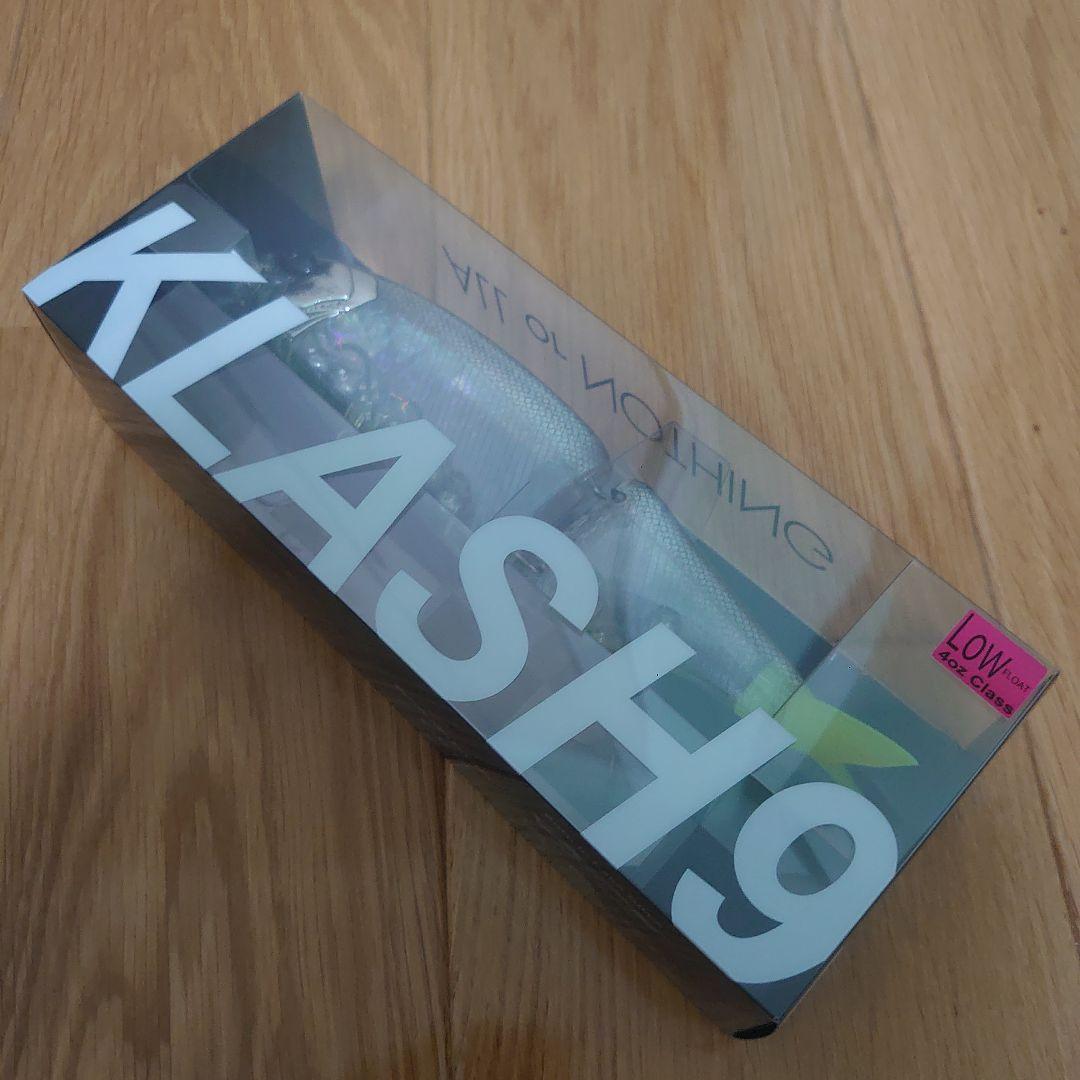 KLASH9
ALL or NOTHING
LOW FLOAT
4oz Class